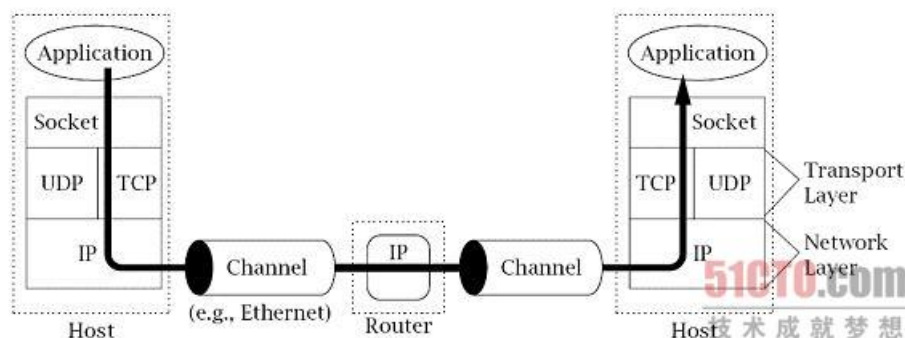 Application
Socket
UDP
TCP
IP
Host
Channel
(e.g., Ethernet)
IP
Router
Channel
Application
Socket
TCP
UDP
IP
Host
Transport
Layer
Network
Layer
51CTO.com
技术成就梦想